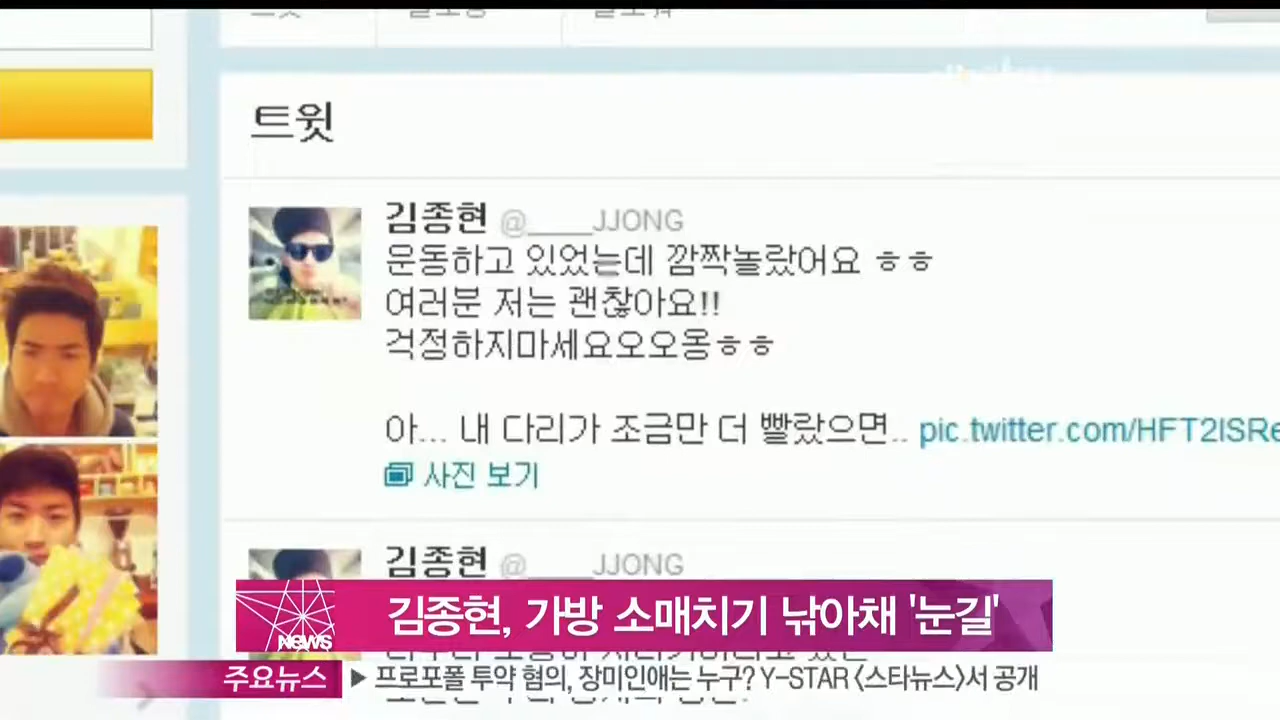 트윗
김종현 @_____JJONG
운동하고 있었는데 깜짝놀랐어요 ㅎㅎ
여러분 저는 괜찮아요!!
걱정하지마세요오오옹ㅎㅎ
아... 내 다리가 조금만 더 빨랐으면.. pic.twitter.com/HFT2ISRe
사진 보기
김종현 @_____JJONG
NEWS
김종현, 가방 소매치기 낚아채 '눈길'
주요뉴스 ▶ 프로포폴 투약 혐의, 장미인애는 누구? Y-STAR 〈스타뉴스〉서 공개